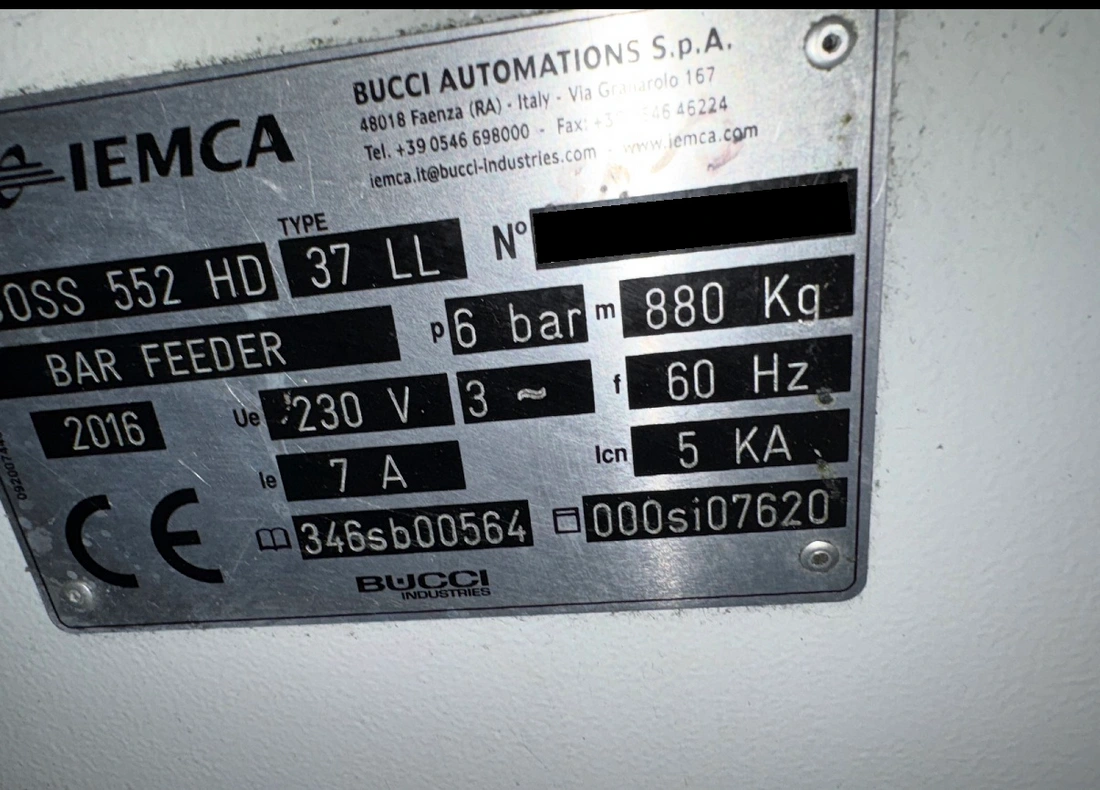 IEMCA
BUCCI AUTOMATIONS S.p.A.
48018 Faenza (RA) - Italy - Via Granarolo 167
Tel. +39 0546 698000 - Fax: +39 0546 46224
iemca.it@bucci-industries.com - www.iemca.com
TYPE
OSS 552 HD 37 LL N°
BAR FEEDER p 6 bar m 880 Kg
2016 Ue 230 V 3 ~ f 60 Hz
Ie 7 A Icn 5 KA
CE 346sb00564 000si07620
BUCCI
INDUSTRIES